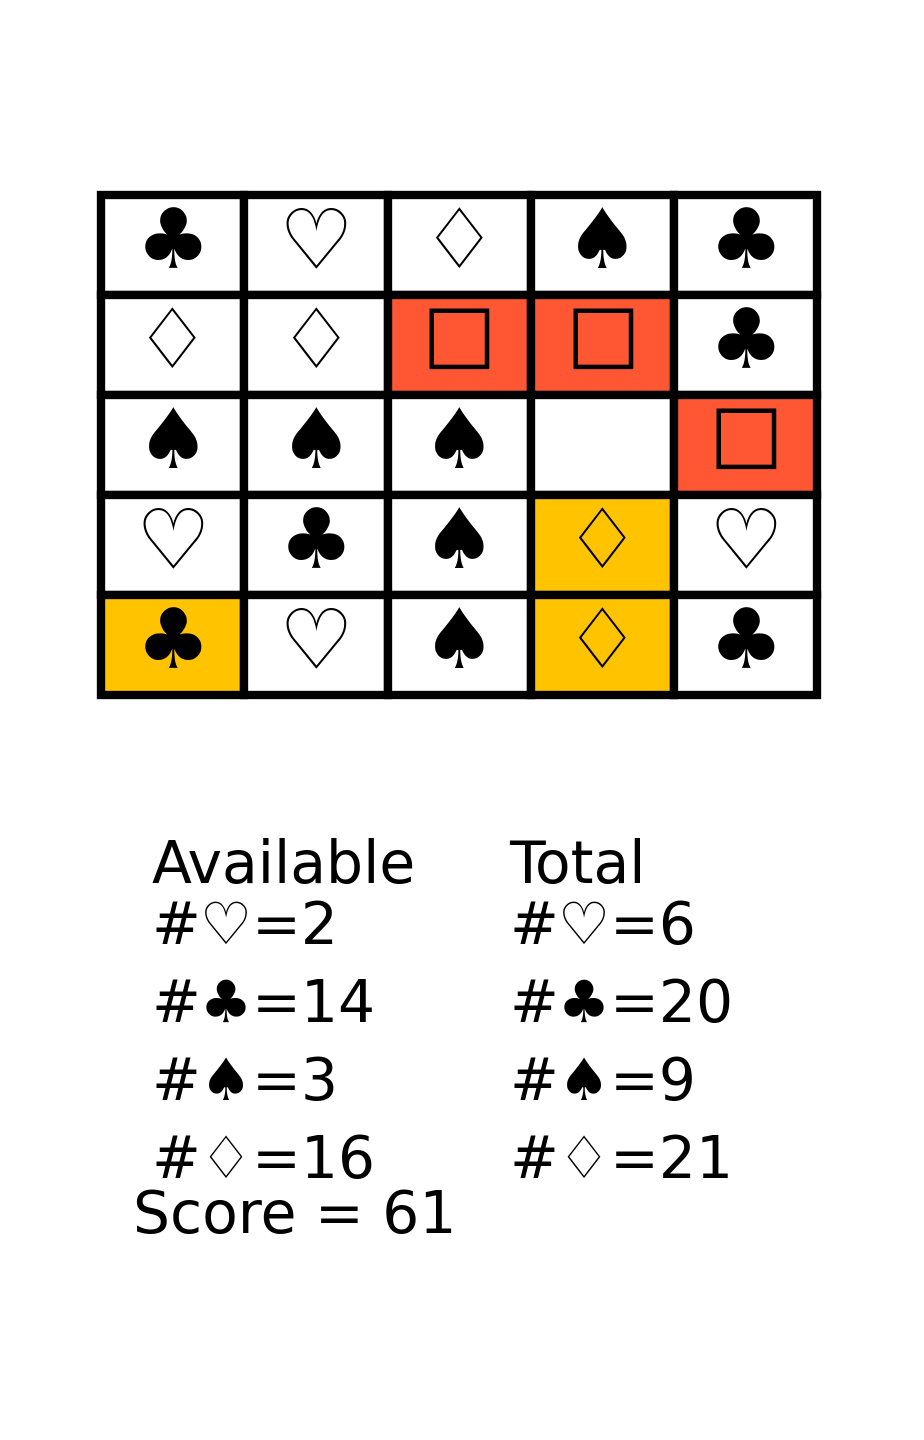 ♣ ♡ ♢ ♠ ♣
♢ ♢ □ □ ♣
♠ ♠ ♠ □
♡ ♣ ♠ ♢ ♡
♣ ♡ ♠ ♢ ♣
Available Total
#♡=2 #♡=6
#♣=14 #♣=20
#♠=3 #♠=9
#♢=16 #♢=21
Score = 61